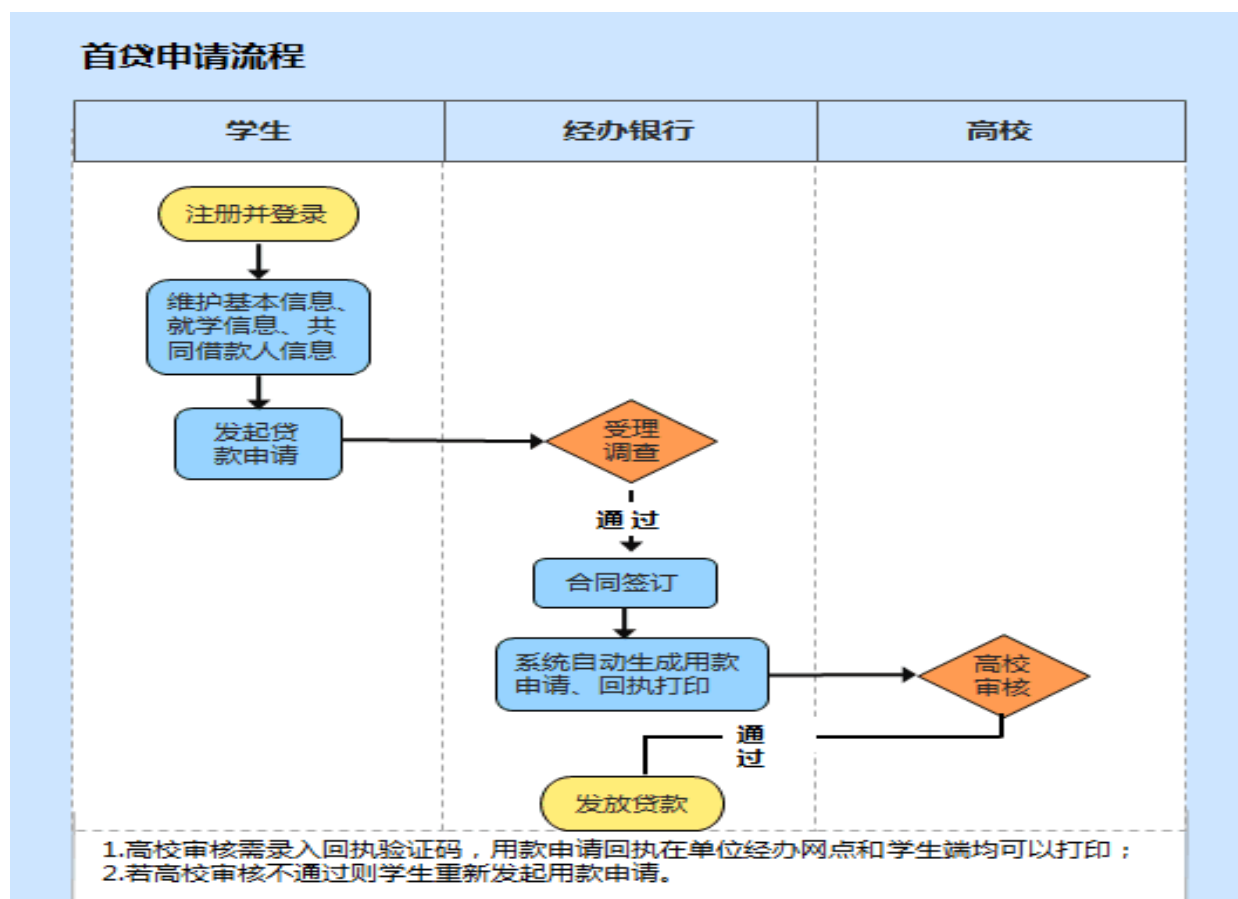 首贷申请流程
学生
经办银行
高校
注册并登录
维护基本信息、
就学信息、共
同借款人信息
发起贷
款申请
受理
调查
通过
合同签订
系统自动生成用款
申请、回执打印
高校
审核
通
过
发放贷款
1.高校审核需录入回执验证码，用款申请回执在单位经办网点和学生端均可以打印；
2.若高校审核不通过则学生重新发起用款申请。